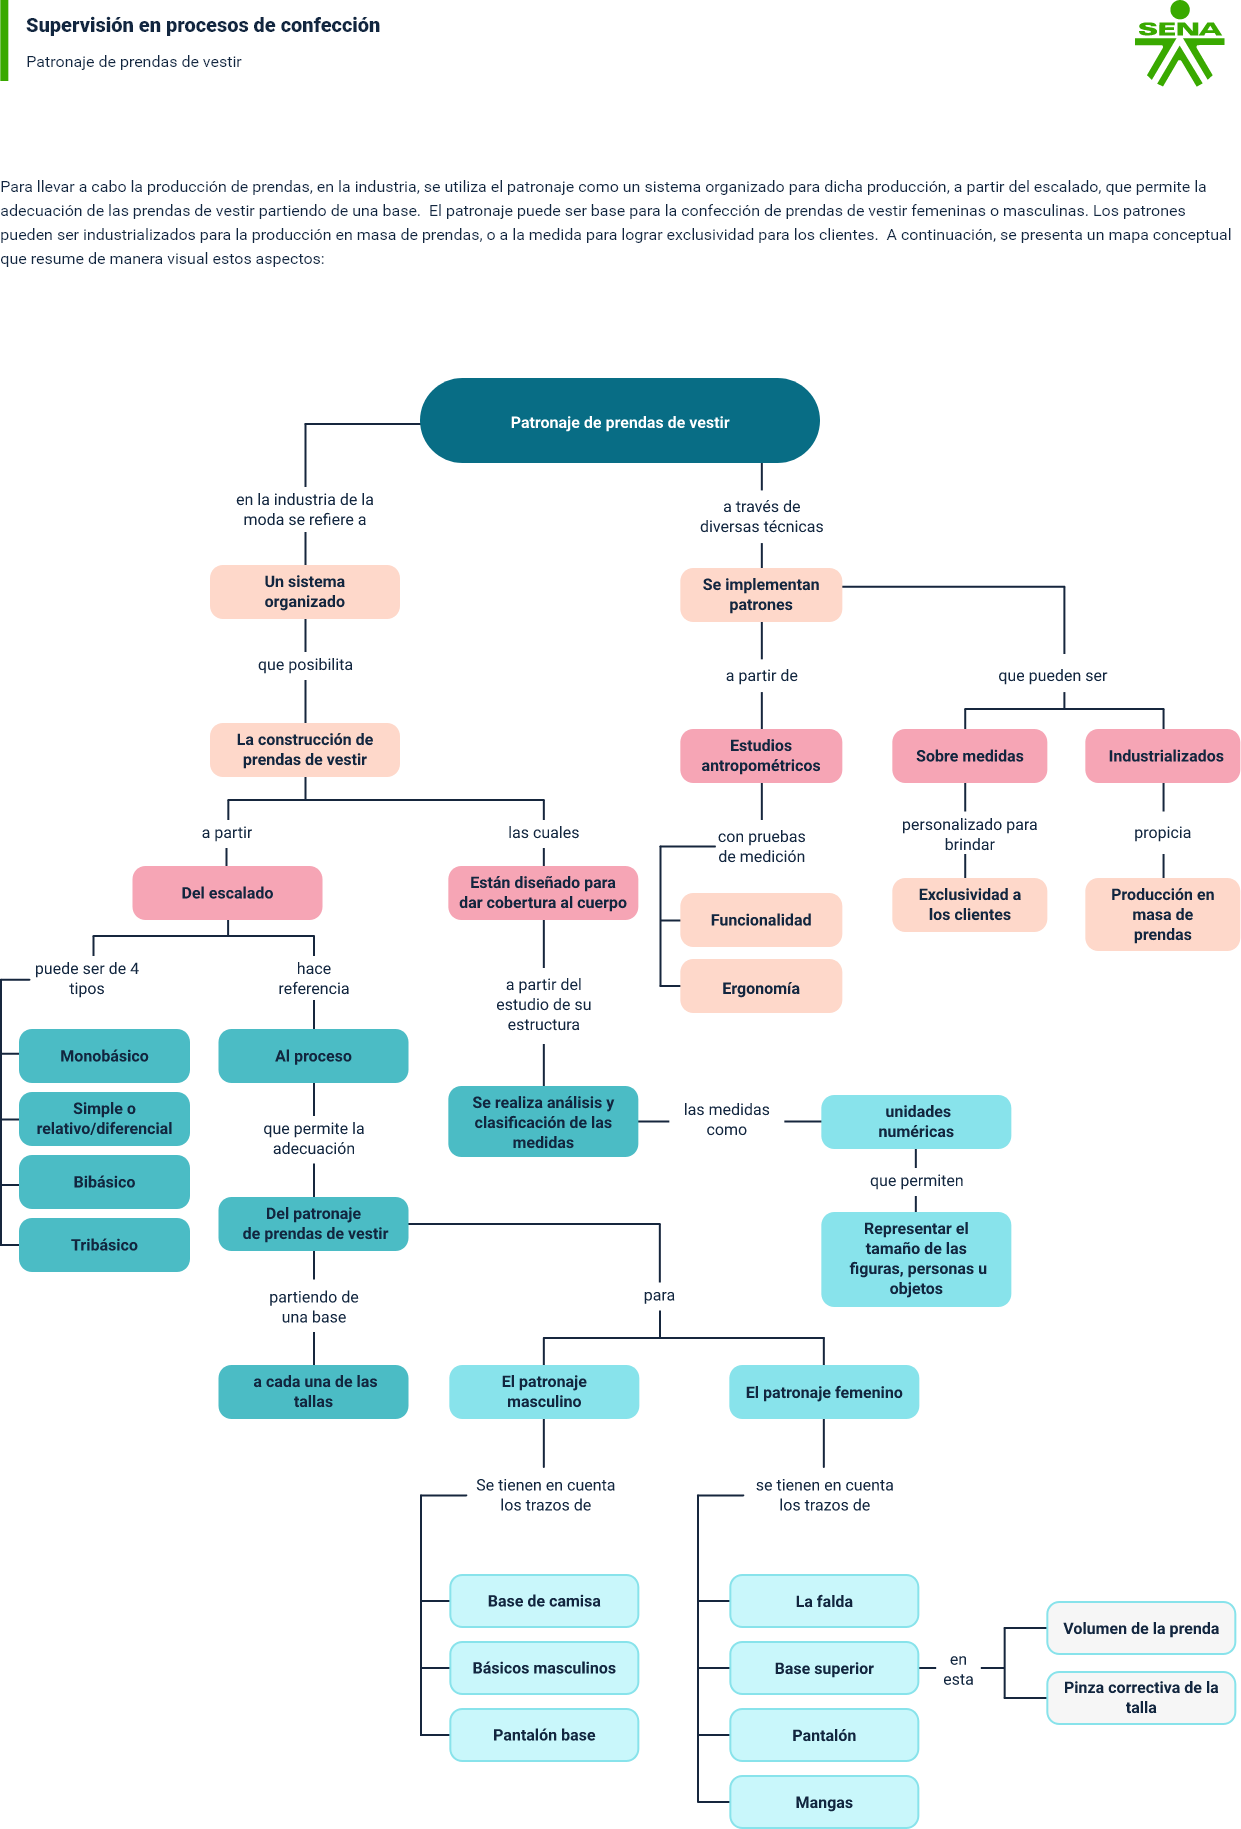 Supervisión en procesos de confección
Patronaje de prendas de vestir
SENA
Para llevar a cabo la producción de prendas, en la industria, se utiliza el patronaje como un sistema organizado para dicha producción, a partir del escalado, que permite la
adecuación de las prendas de vestir partiendo de una base.  El patronaje puede ser base para la confección de prendas de vestir femeninas o masculinas. Los patrones
pueden ser industrializados para la producción en masa de prendas, o a la medida para lograr exclusividad para los clientes.  A continuación, se presenta un mapa conceptual
que resume de manera visual estos aspectos:
Patronaje de prendas de vestir
en la industria de la
moda se refiere a
Un sistema
organizado
que posibilita
La construcción de
prendas de vestir
a partir
Del escalado
puede ser de 4
tipos
Monobásico
Simple o
relativo/diferencial
Bibásico
Tribásico
hace
referencia
Al proceso
que permite la
adecuación
Del patronaje
de prendas de vestir
partiendo de
una base
a cada una de las
tallas
para
El patronaje
masculino
Se tienen en cuenta
los trazos de
Base de camisa
Básicos masculinos
Pantalón base
El patronaje femenino
se tienen en cuenta
los trazos de
La falda
Base superior
en
esta
Volumen de la prenda
Pinza correctiva de la
talla
Pantalón
Mangas
las cuales
Están diseñado para
dar cobertura al cuerpo
a partir del
estudio de su
estructura
Se realiza análisis y
clasificación de las
medidas
las medidas
como
unidades
numéricas
que permiten
Representar el
tamaño de las
figuras, personas u
objetos
a través de
diversas técnicas
Se implementan
patrones
a partir de
Estudios
antropométricos
con pruebas
de medición
Funcionalidad
Ergonomía
que pueden ser
Sobre medidas
personalizado para
brindar
Exclusividad a
los clientes
Industrializados
propicia
Producción en
masa de
prendas